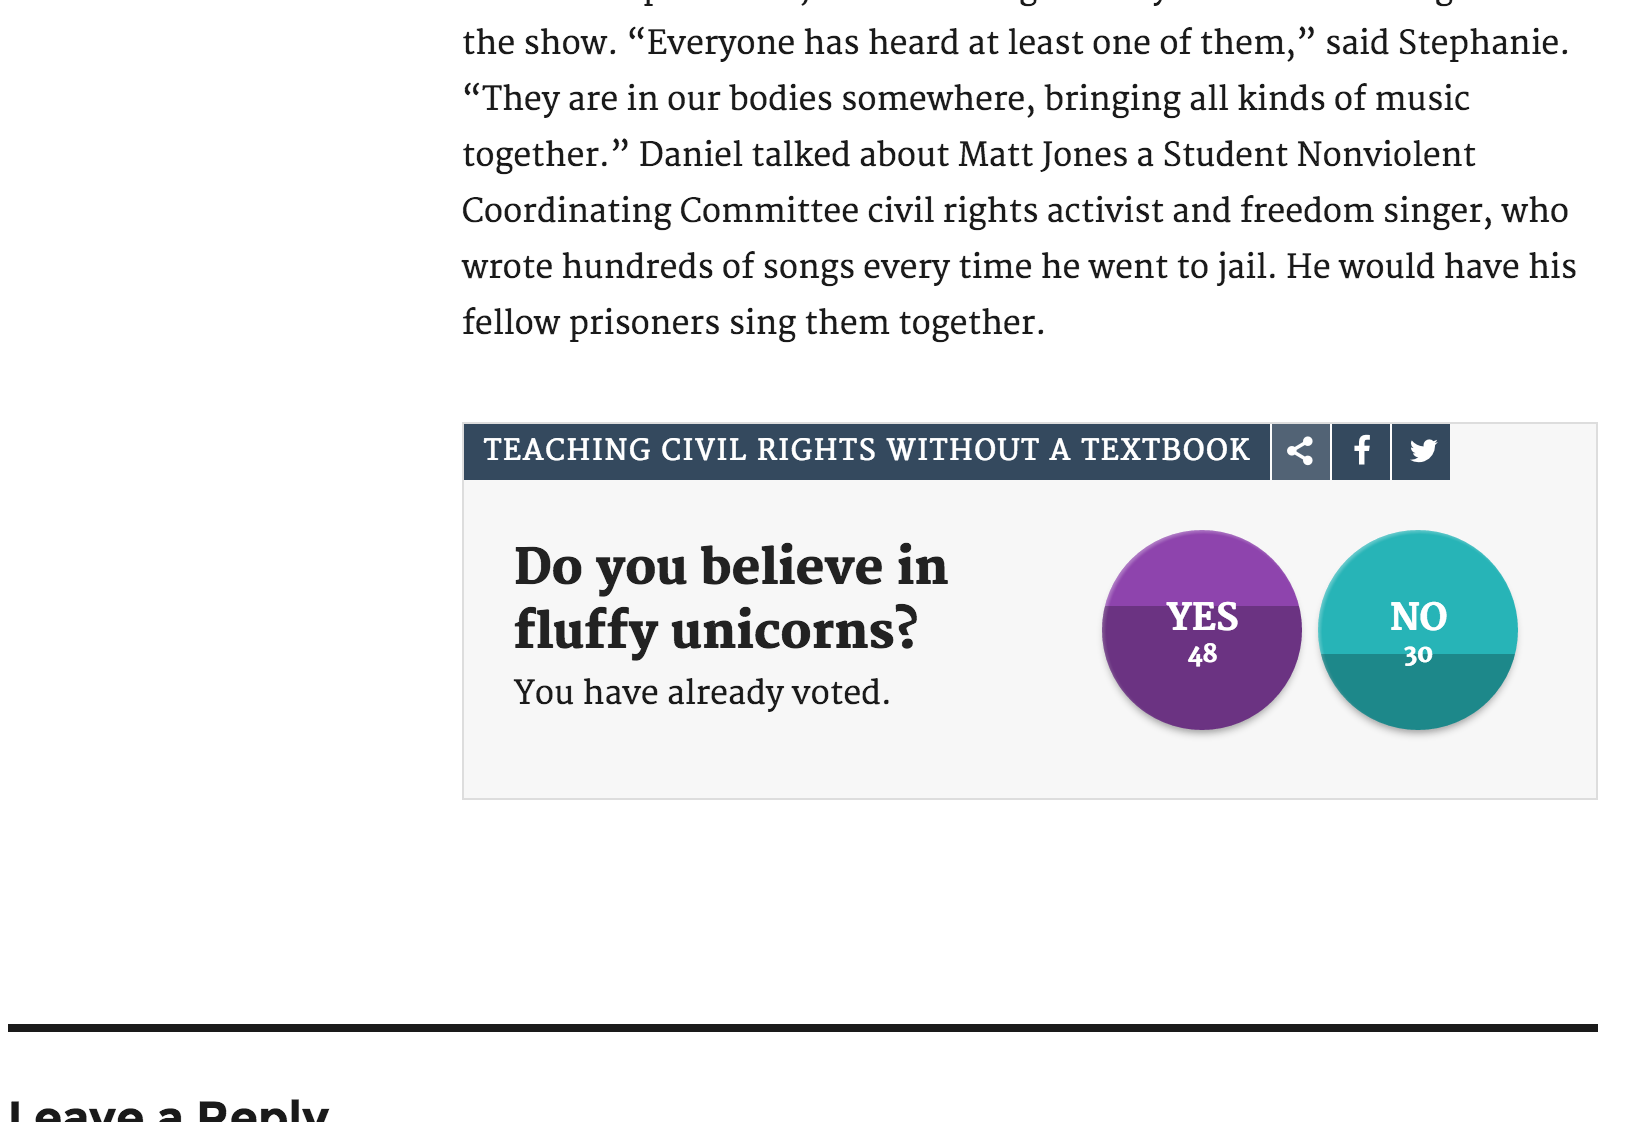 the show. “Everyone has heard at least one of them,” said Stephanie.
“They are in our bodies somewhere, bringing all kinds of music
together.” Daniel talked about Matt Jones a Student Nonviolent
Coordinating Committee civil rights activist and freedom singer, who
wrote hundreds of songs every time he went to jail. He would have his
fellow prisoners sing them together.
TEACHING CIVIL RIGHTS WITHOUT A TEXTBOOK
Do you believe in
fluffy unicorns?
You have already voted.
YES
48
NO
30
Leave a Reply